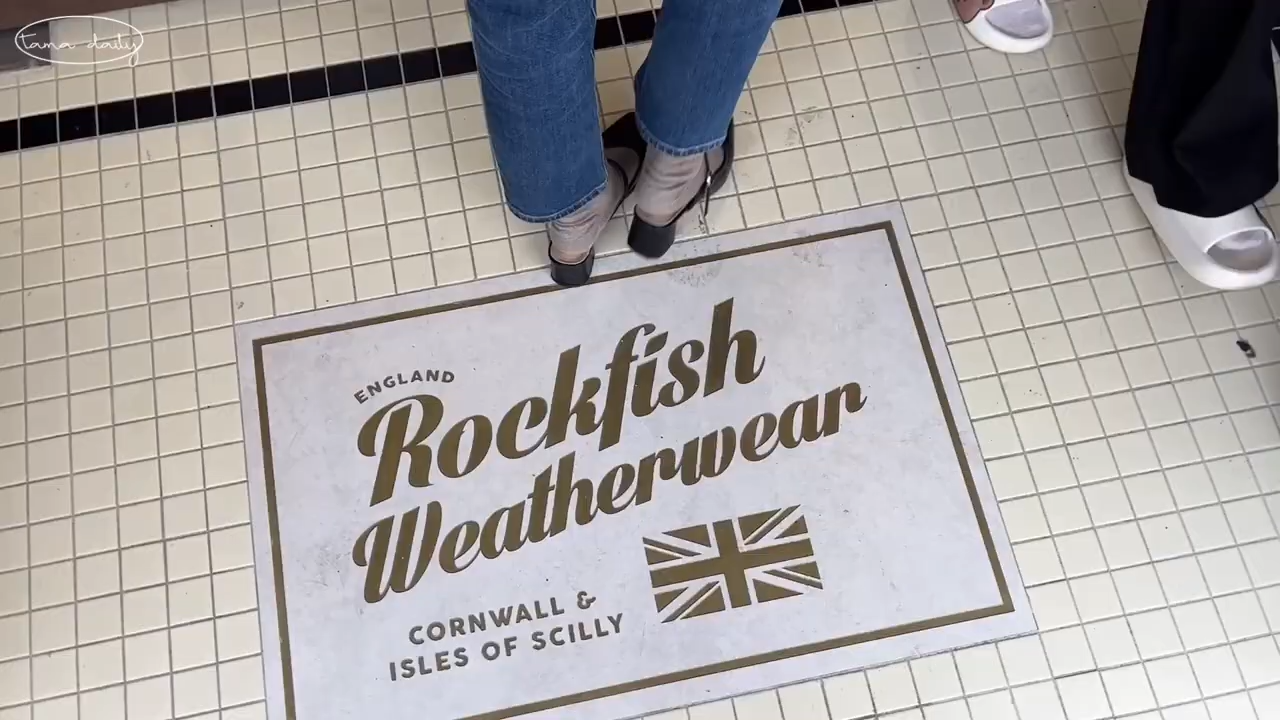 tama daily
ENGLAND
Rockfish
Weatherwear
CORNWALL &
ISLES OF SCILLY